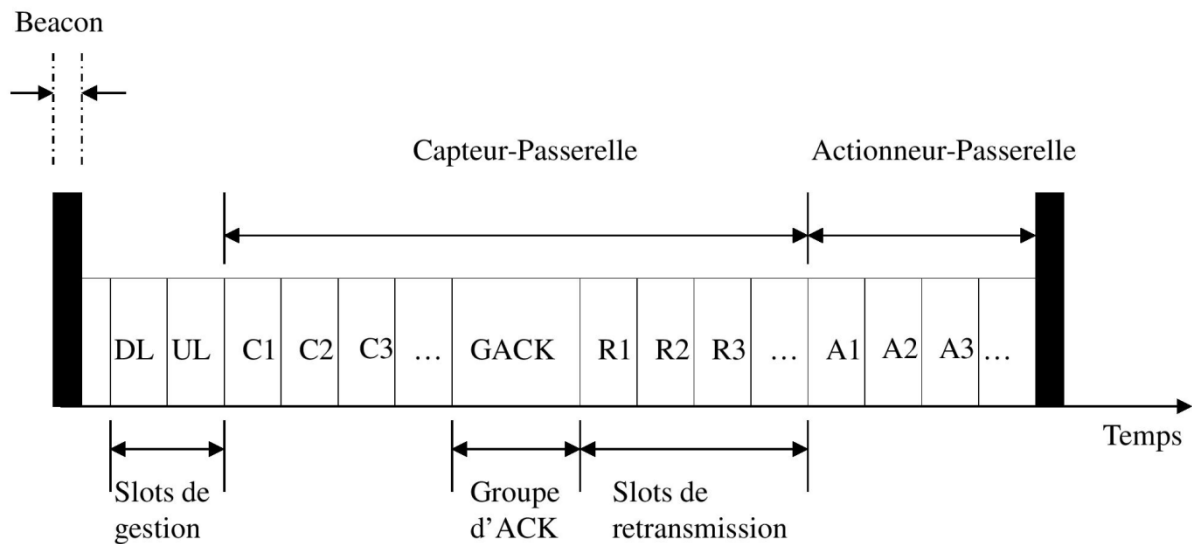 Beacon
Capteur-Passerelle
Actionneur-Passerelle
DL UL C1 C2 C3 ... GACK R1 R2 R3 ... A1 A2 A3 ...
Temps
Slots de
gestion
Groupe
d'ACK
Slots de
retransmission